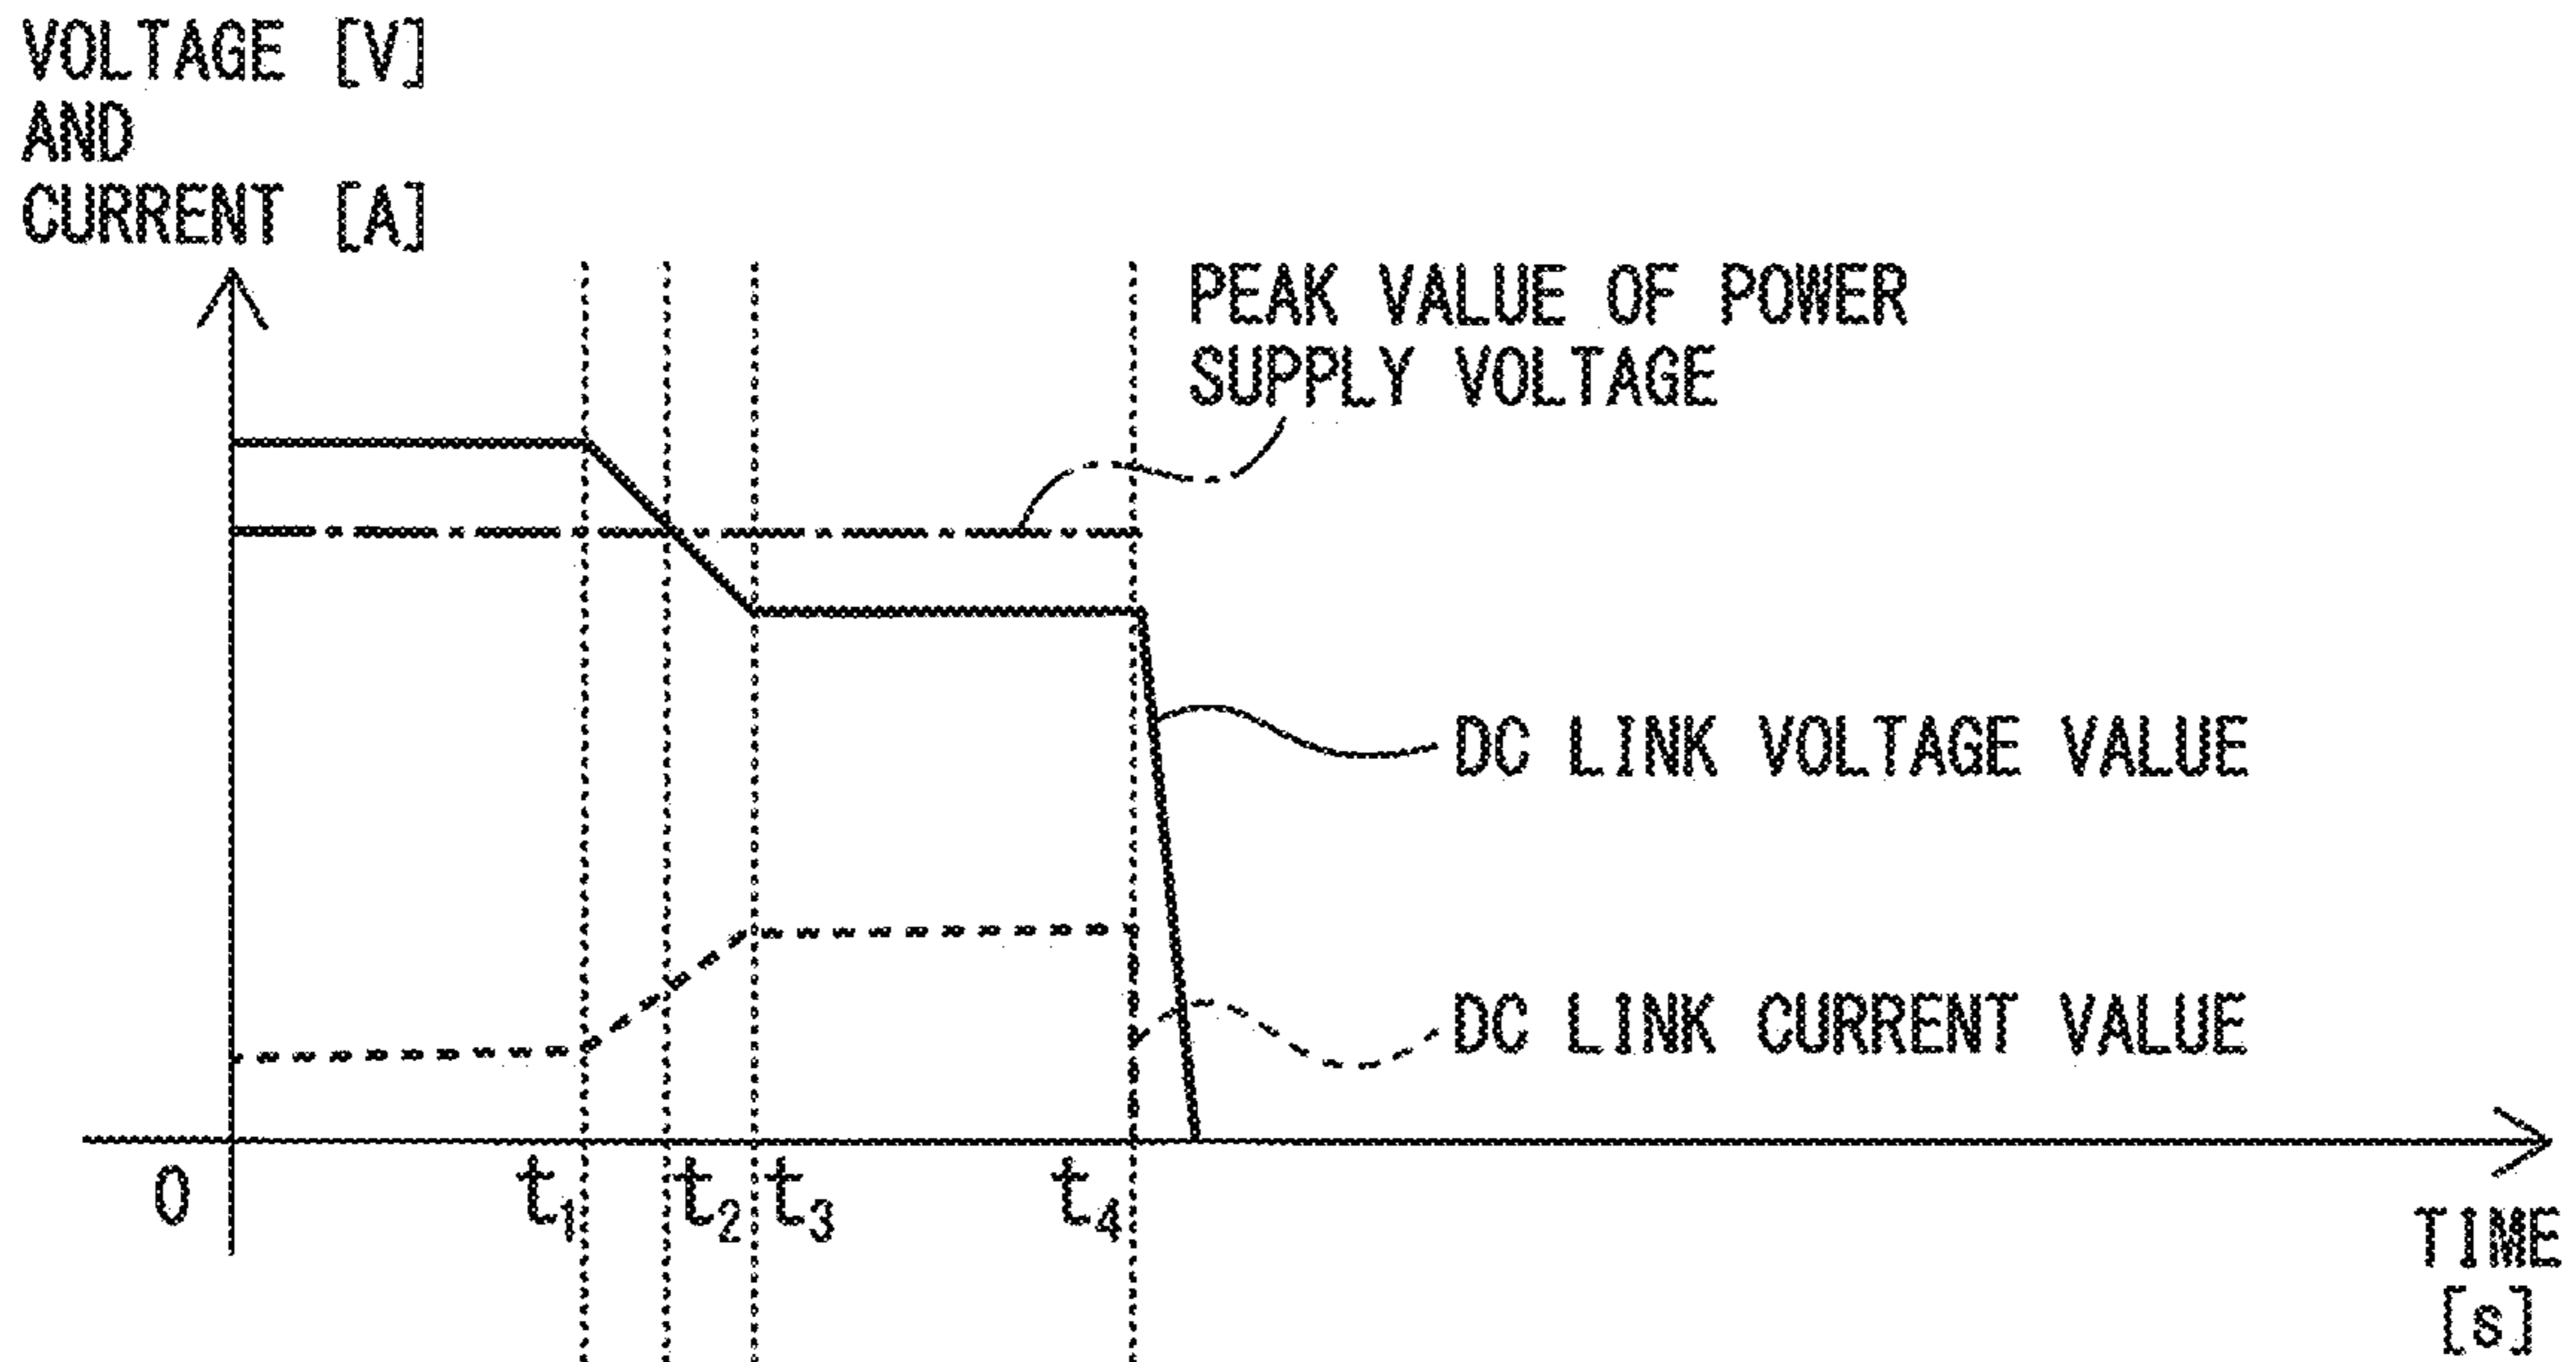 VOLTAGE [V]
AND
CURRENT [A]
PEAK VALUE OF POWER
SUPPLY VOLTAGE
DC LINK VOLTAGE VALUE
DC LINK CURRENT VALUE
0
t₁
t₂
t₃
t₄
TIME
[s]